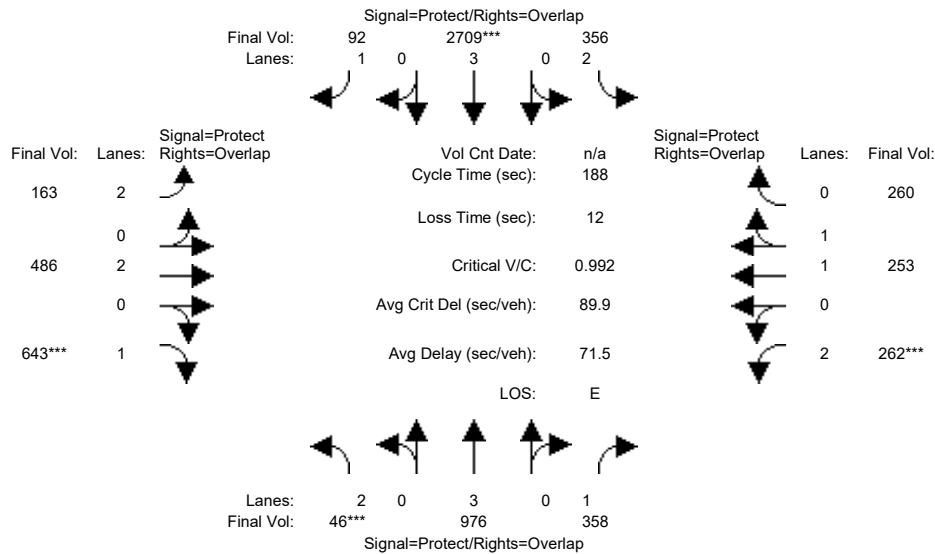 Signal=Protect/Rights=Overlap
Final Vol: 92 2709*** 356
Lanes: 1 0 3 0 2
Signal=Protect
Final Vol: Lanes: Rights=Overlap
Vol Cnt Date: n/a
Cycle Time (sec): 188
Signal=Protect
Rights=Overlap Lanes: Final Vol:
163 2
0 260
Loss Time (sec): 12
0
1
486 2
Critical V/C: 0.992
1 253
0
Avg Crit Del (sec/veh): 89.9
0
643*** 1
Avg Delay (sec/veh): 71.5
2 262***
LOS: E
Lanes: 2 0 3 0 1
Final Vol: 46*** 976 358
Signal=Protect/Rights=Overlap